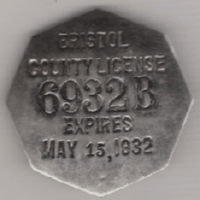 BRISTOL
COUNTY LICENSE
6932B
EXPIRES
MAY 15, 1932